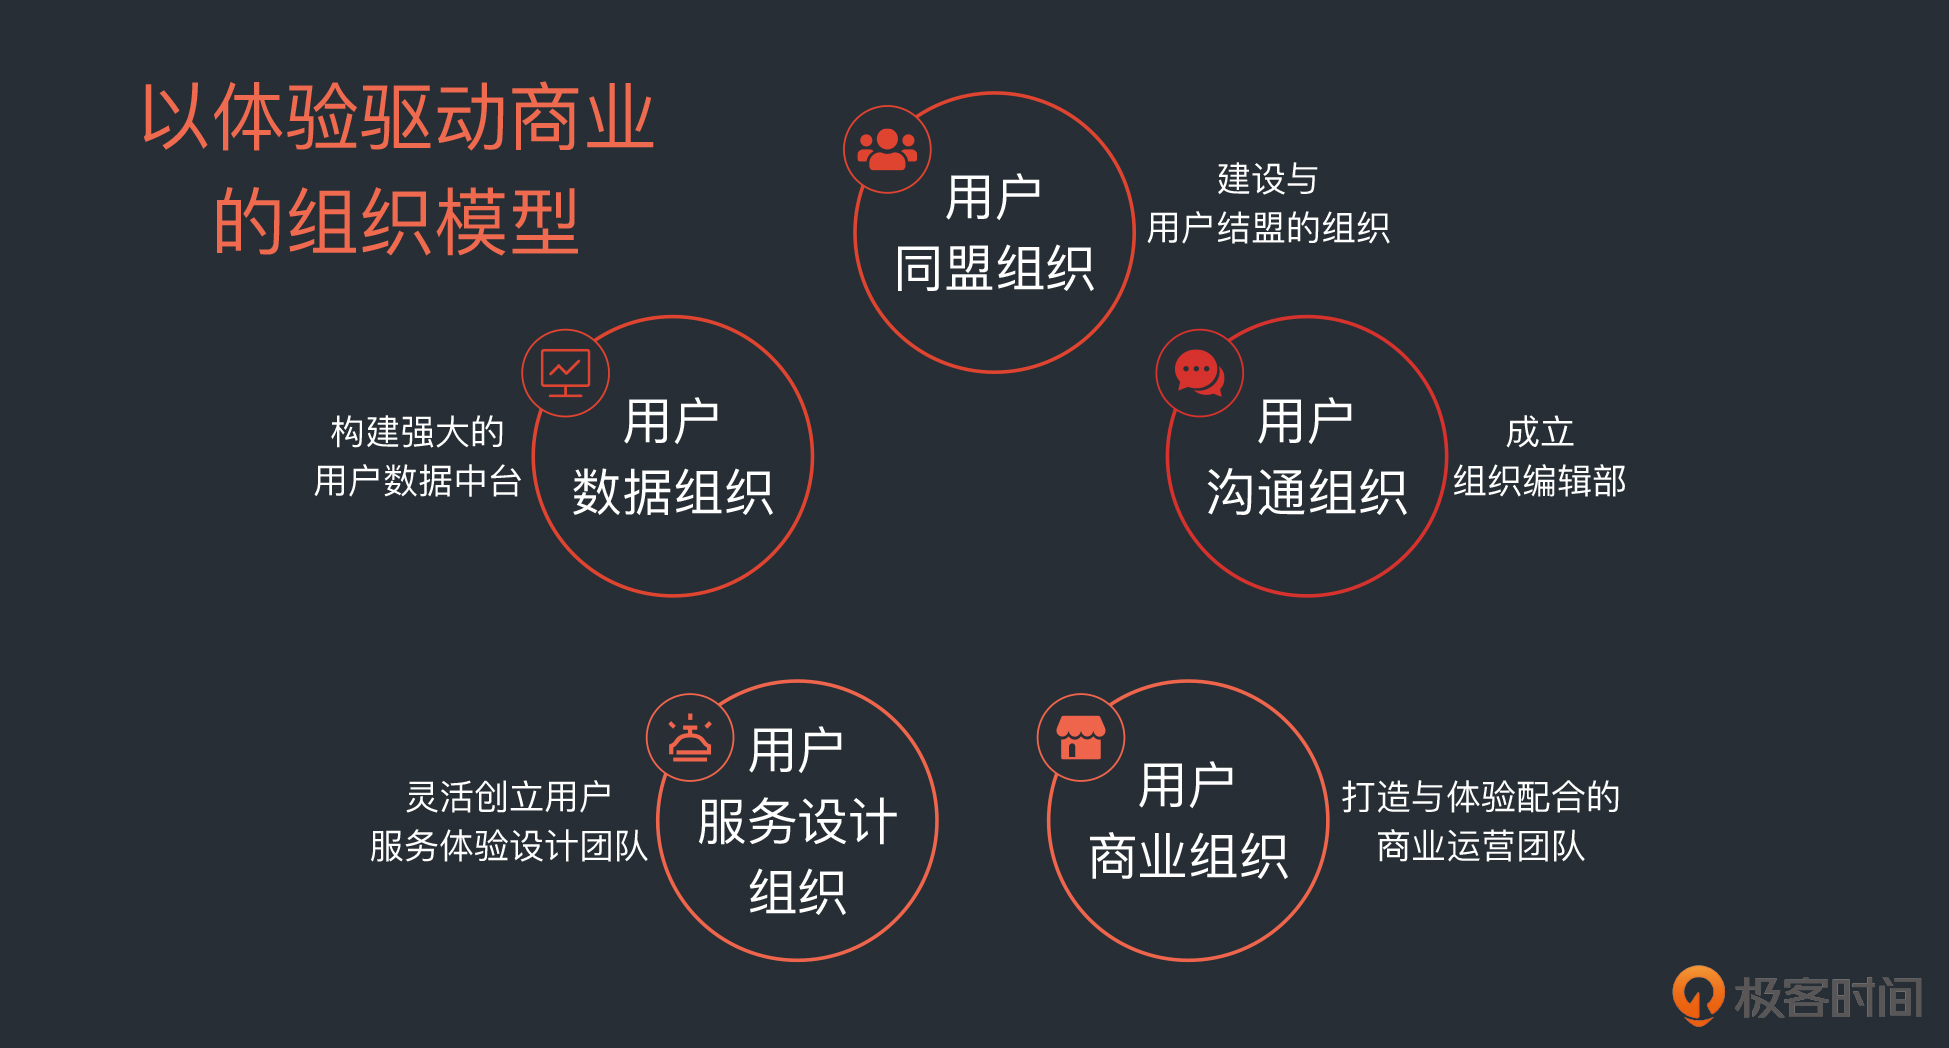 以体验驱动商业
的组织模型
用户
同盟组织
建设与
用户结盟的组织
构建强大的
用户数据中台
用户
数据组织
用户
沟通组织
成立
组织编辑部
灵活创立用户
服务体验设计团队
用户
服务设计
组织
用户
商业组织
打造与体验配合的
商业运营团队
极客时间